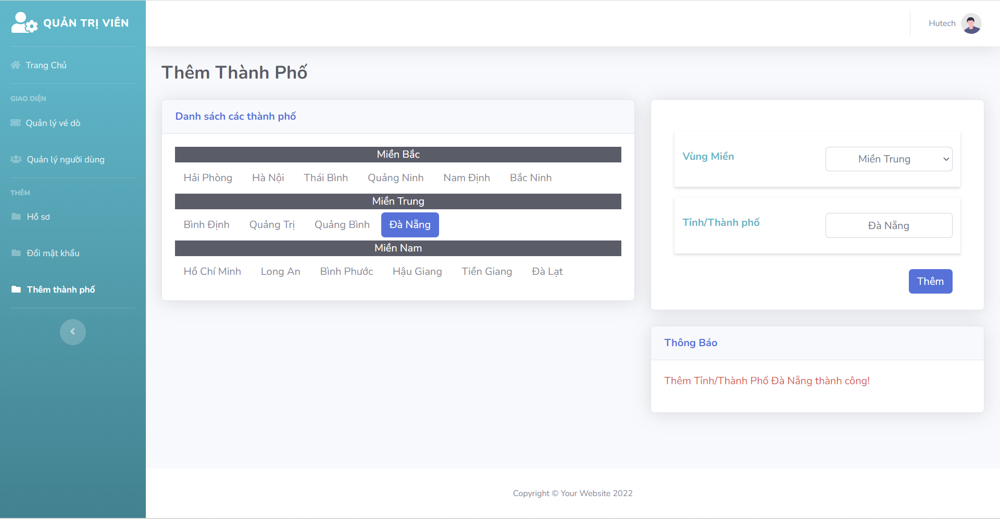 QUẢN TRỊ VIÊN
Trang Chủ
GIAO DIỆN
Quản lý vé dò
Quản lý người dùng
THÊM
Hồ sơ
Đổi mật khẩu
Thêm thành phố
Hutech
Thêm Thành Phố
Danh sách các thành phố
Miền Bắc
Hải Phòng Hà Nội Thái Bình Quảng Ninh Nam Định Bắc Ninh
Miền Trung
Bình Định Quảng Trị Quảng Bình Đà Nẵng
Miền Nam
Hồ Chí Minh Long An Bình Phước Hậu Giang Tiền Giang Đà Lạt
Vùng Miền Miền Trung
Tỉnh/Thành phố Đà Nẵng
Thêm
Thông Báo
Thêm Tỉnh/Thành Phố Đà Nẵng thành công!
Copyright © Your Website 2022